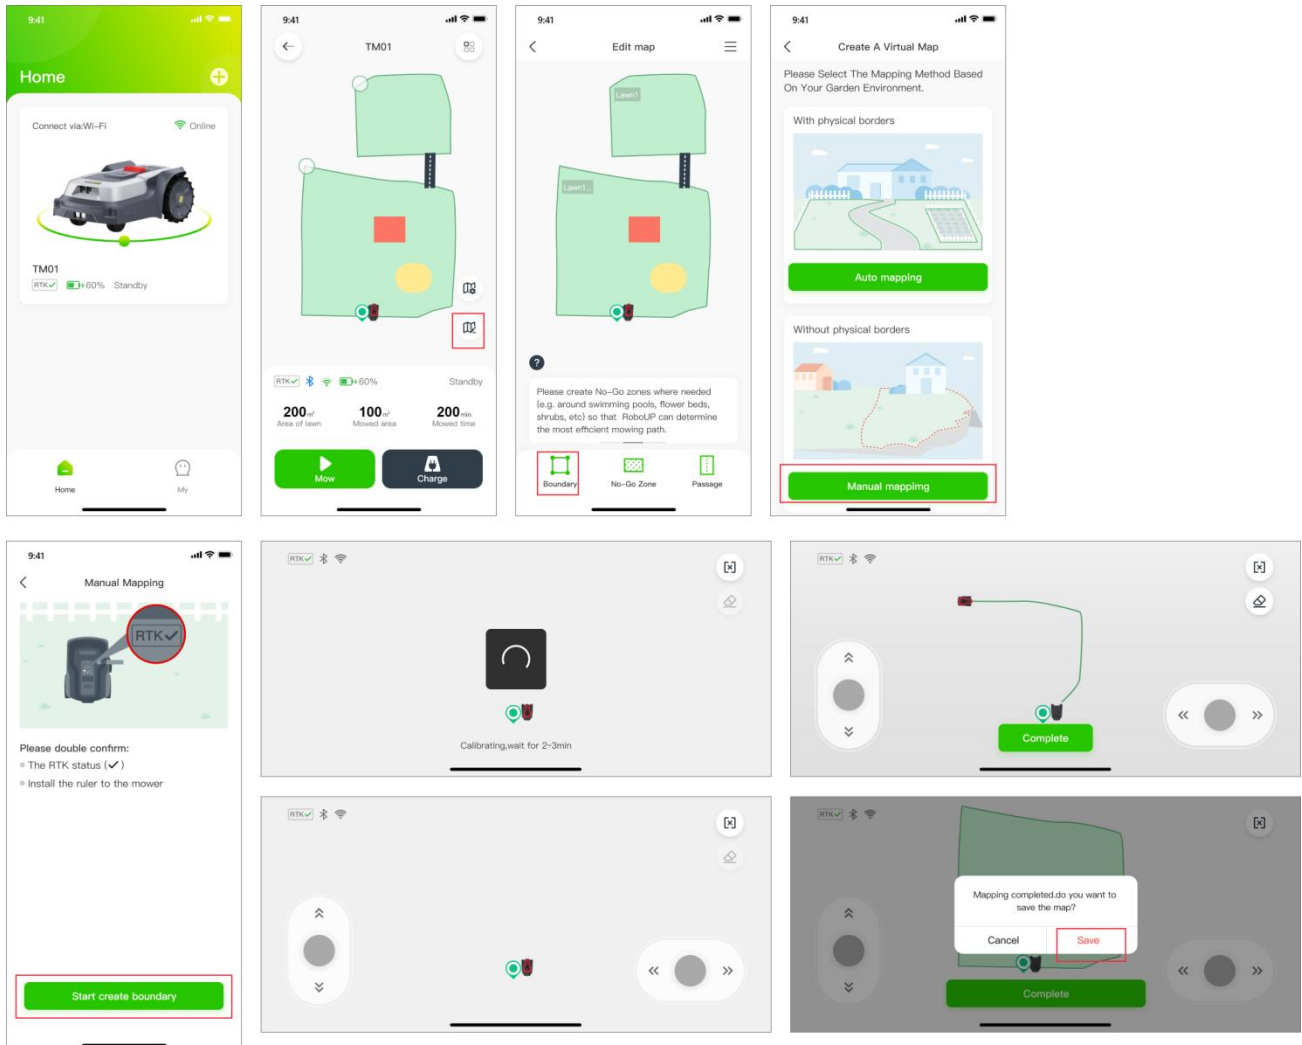 9:41
Home
Connect via:Wi-Fi
Online
TM01
RTK✓
60%
Standby
Home
My
9:41
TM01
RTK✓
60%
Standby
200 m²
100 m²
200 min
Area of lawn
Mowed area
Mowed time
Mow
Charge
9:41
Edit map
Lawn1
Lawn1...
?
Please create No-Go zones where needed
(e.g. around swimming pools, flower beds,
shrubs, etc) so that RoboUP can determine
the most efficient mowing path.
Boundary
No-Go Zone
Passage
9:41
Create A Virtual Map
Please Select The Mapping Method Based
On Your Garden Environment.
With physical borders
Auto mapping
Without physical borders
Manual mappimg
9:41
Manual Mapping
RTK✓
Please double confirm:
The RTK status (✓)
Install the ruler to the mower
Start create boundary
RTK✓
Calibrating,wait for 2-3min
RTK✓
Complete
RTK✓
RTK✓
Mapping completed.do you want to
save the map?
Cancel
Save
Complete